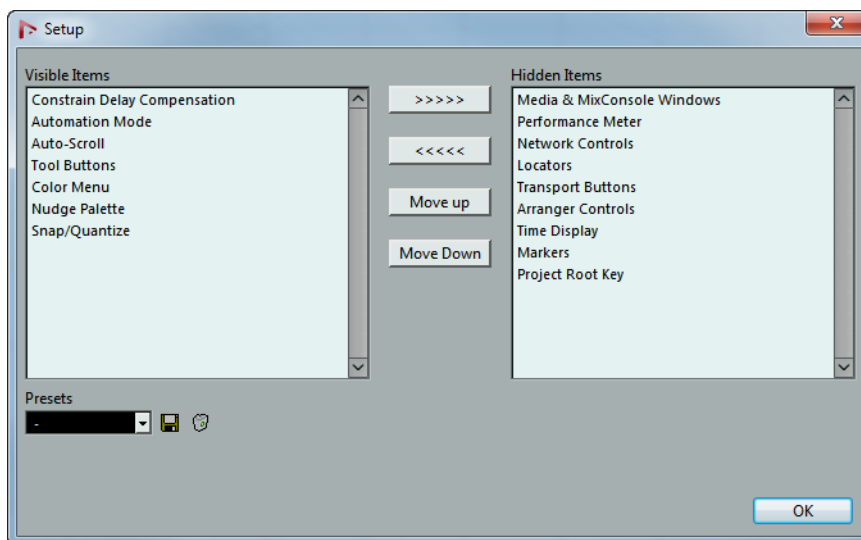 Setup
Visible Items
Constrain Delay Compensation
Automation Mode
Auto-Scroll
Tool Buttons
Color Menu
Nudge Palette
Snap/Quantize
>>>>>
<<<<<
Move up
Move Down
Hidden Items
Media & MixConsole Windows
Performance Meter
Network Controls
Locators
Transport Buttons
Arranger Controls
Time Display
Markers
Project Root Key
Presets
-
OK